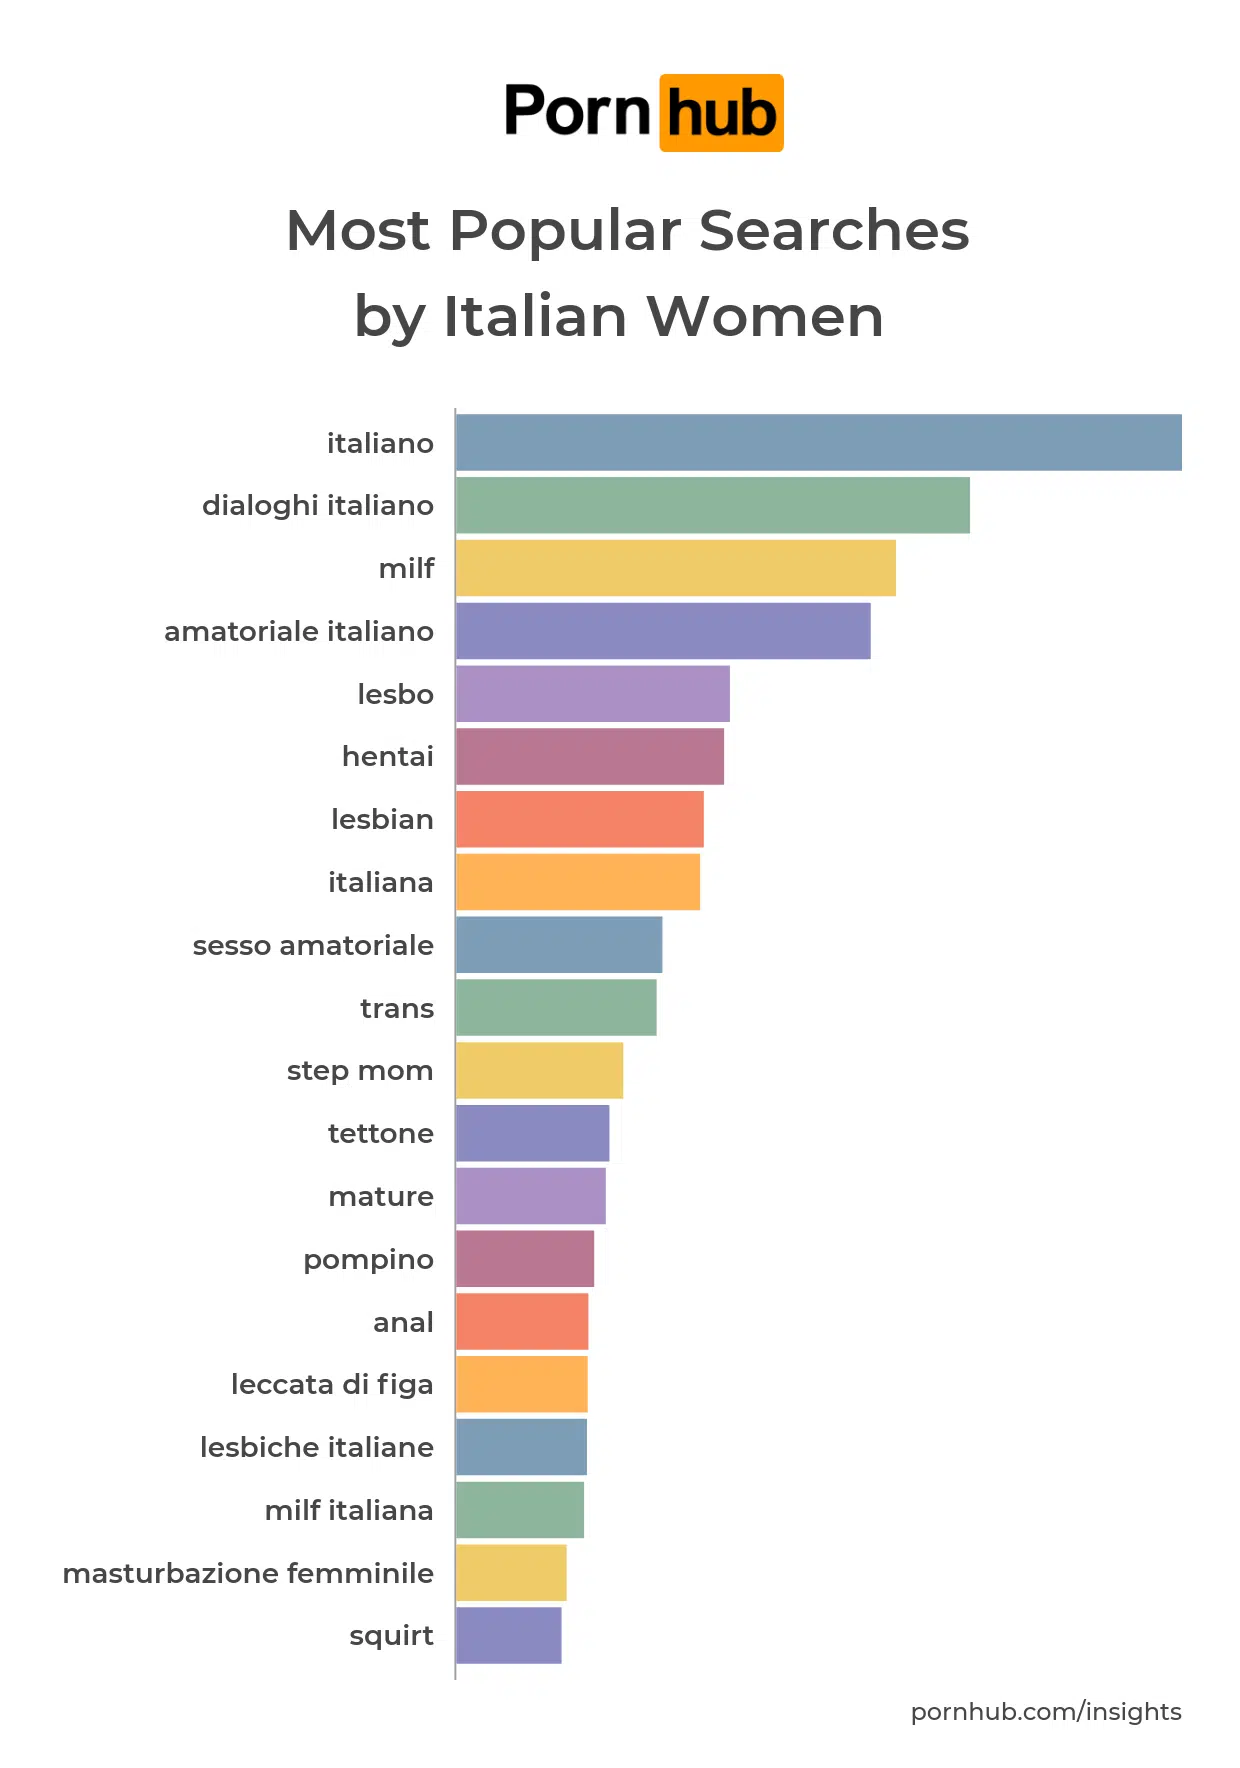 Pornhub
Most Popular Searches
by Italian Women
italiano
dialoghi italiano
milf
amatoriale italiano
lesbo
hentai
lesbian
italiana
sesso amatoriale
trans
step mom
tettone
mature
pompino
anal
leccata di figa
lesbiche italiane
milf italiana
masturbazione femminile
squirt
pornhub.com/insights